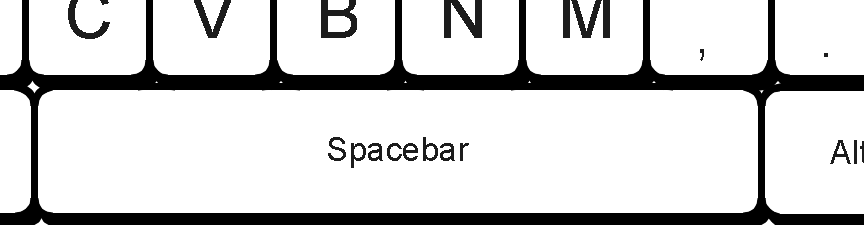 C V B N M , .
Spacebar Alt